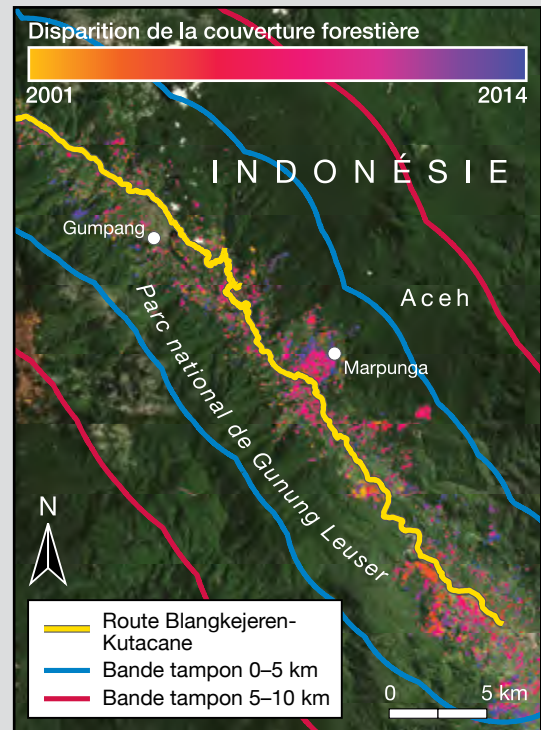 Disparition de la couverture forestière
2001 2014
INDONÉSIE
Gumpang
Aceh
Marpunga
Parc national de Gunung Leuser
N
Route Blangkejeren-
Kutacane
Bande tampon 0–5 km
Bande tampon 5–10 km
0 5 km